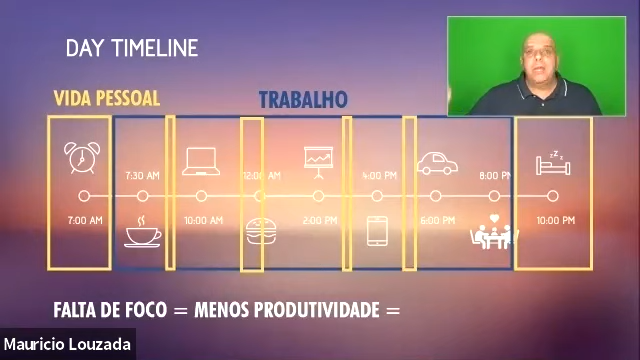 DAY TIMELINE
VIDA PESSOAL
TRABALHO
7:30 AM
12:00 AM
4:00 PM
8:00 PM
7:00 AM
10:00 AM
2:00 PM
6:00 PM
10:00 PM
FALTA DE FOCO = MENOS PRODUTIVIDADE =
Mauricio Louzada